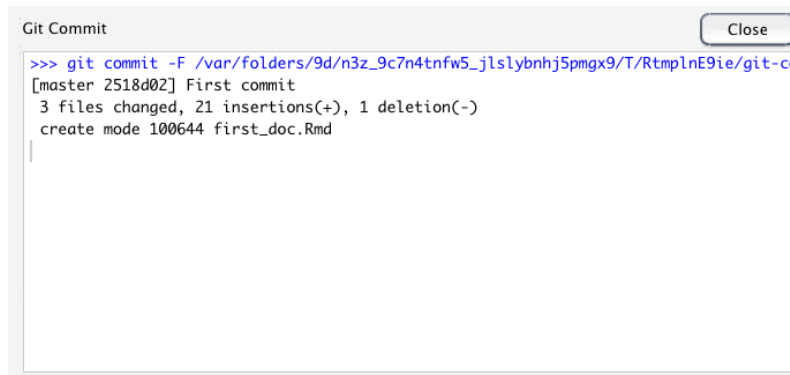 Git Commit
Close
>>> git commit -F /var/folders/9d/n3z_9c7n4tnfw5_jlslybnhj5pmgx9/T/RtmplnE9ie/git-c
[master 2518d02] First commit
3 files changed, 21 insertions(+), 1 deletion(-)
create mode 100644 first_doc.Rmd